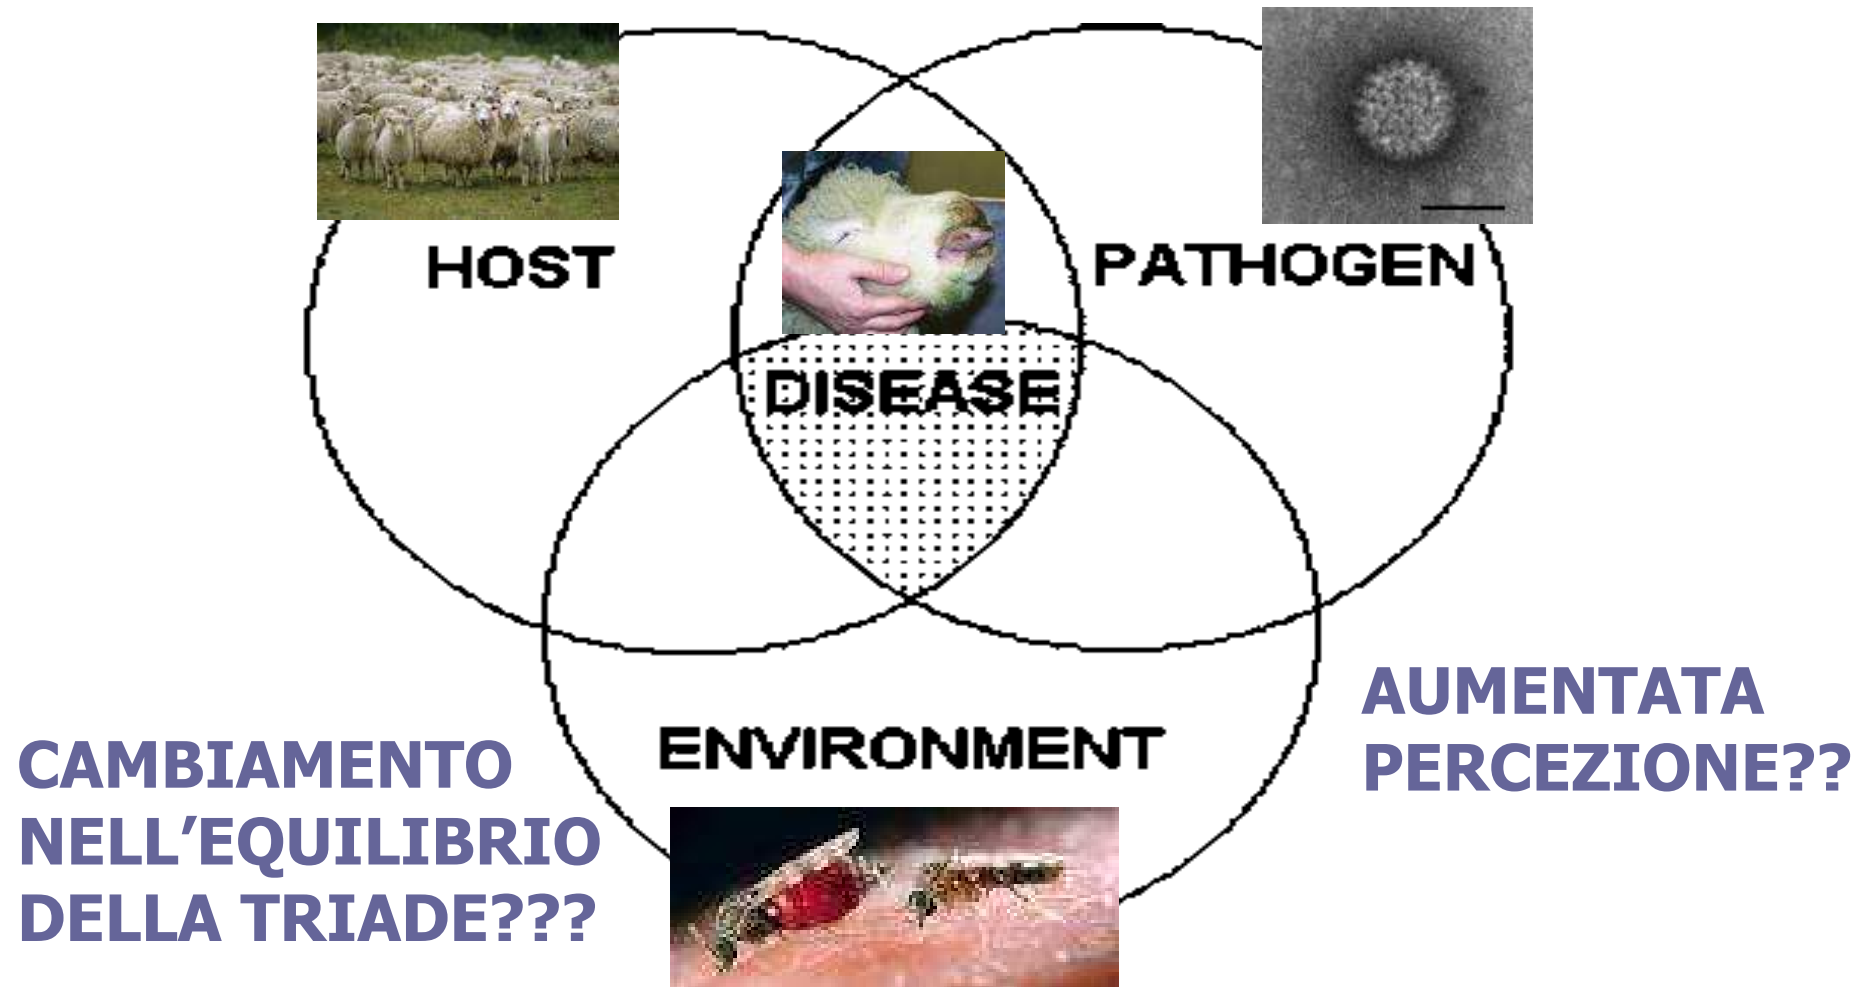 HOST
PATHOGEN
DISEASE
ENVIRONMENT
CAMBIAMENTO
NELL’EQUILIBRIO
DELLA TRIADE???
AUMENTATA
PERCEZIONE??